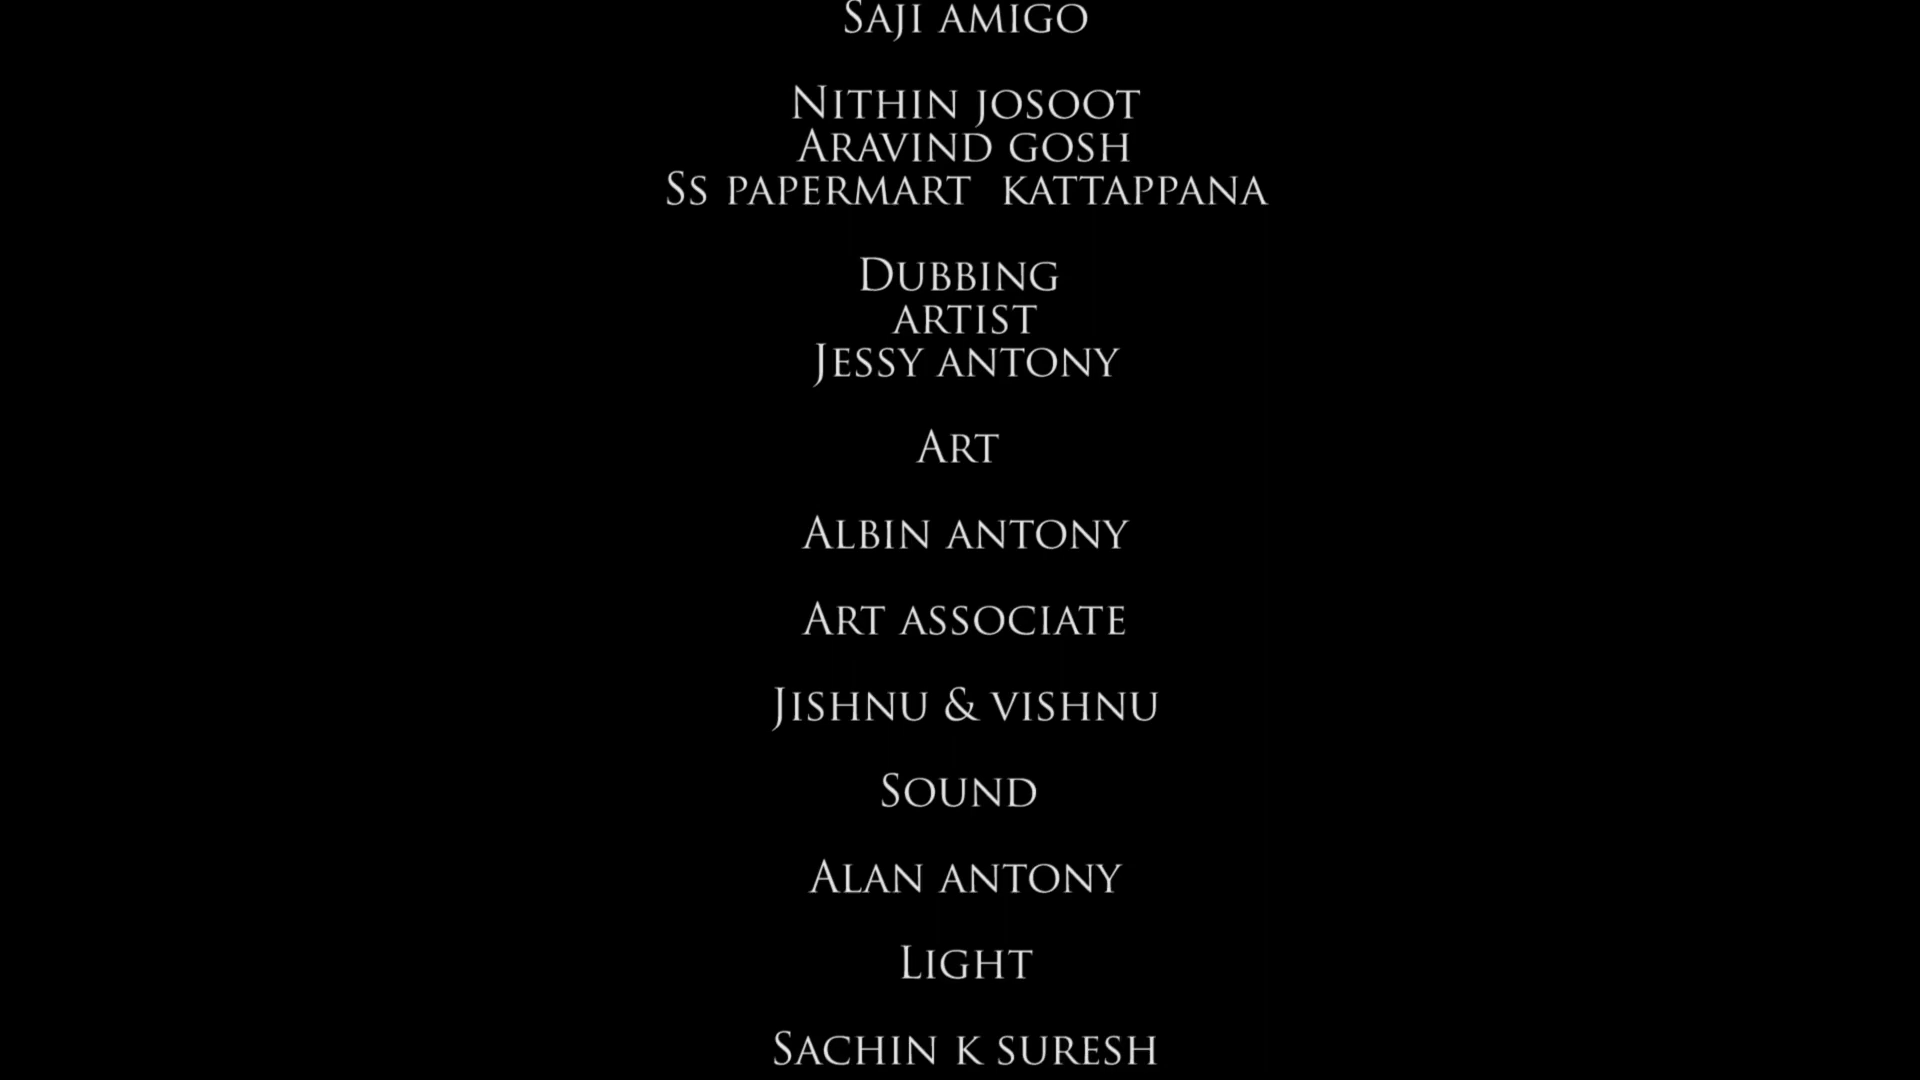 Saji amigo
Nithin josoot
Aravind gosh
Ss papermart kattappana
Dubbing
artist
Jessy antony
Art
Albin antony
Art associate
Jishnu & vishnu
Sound
Alan antony
Light
Sachin k suresh